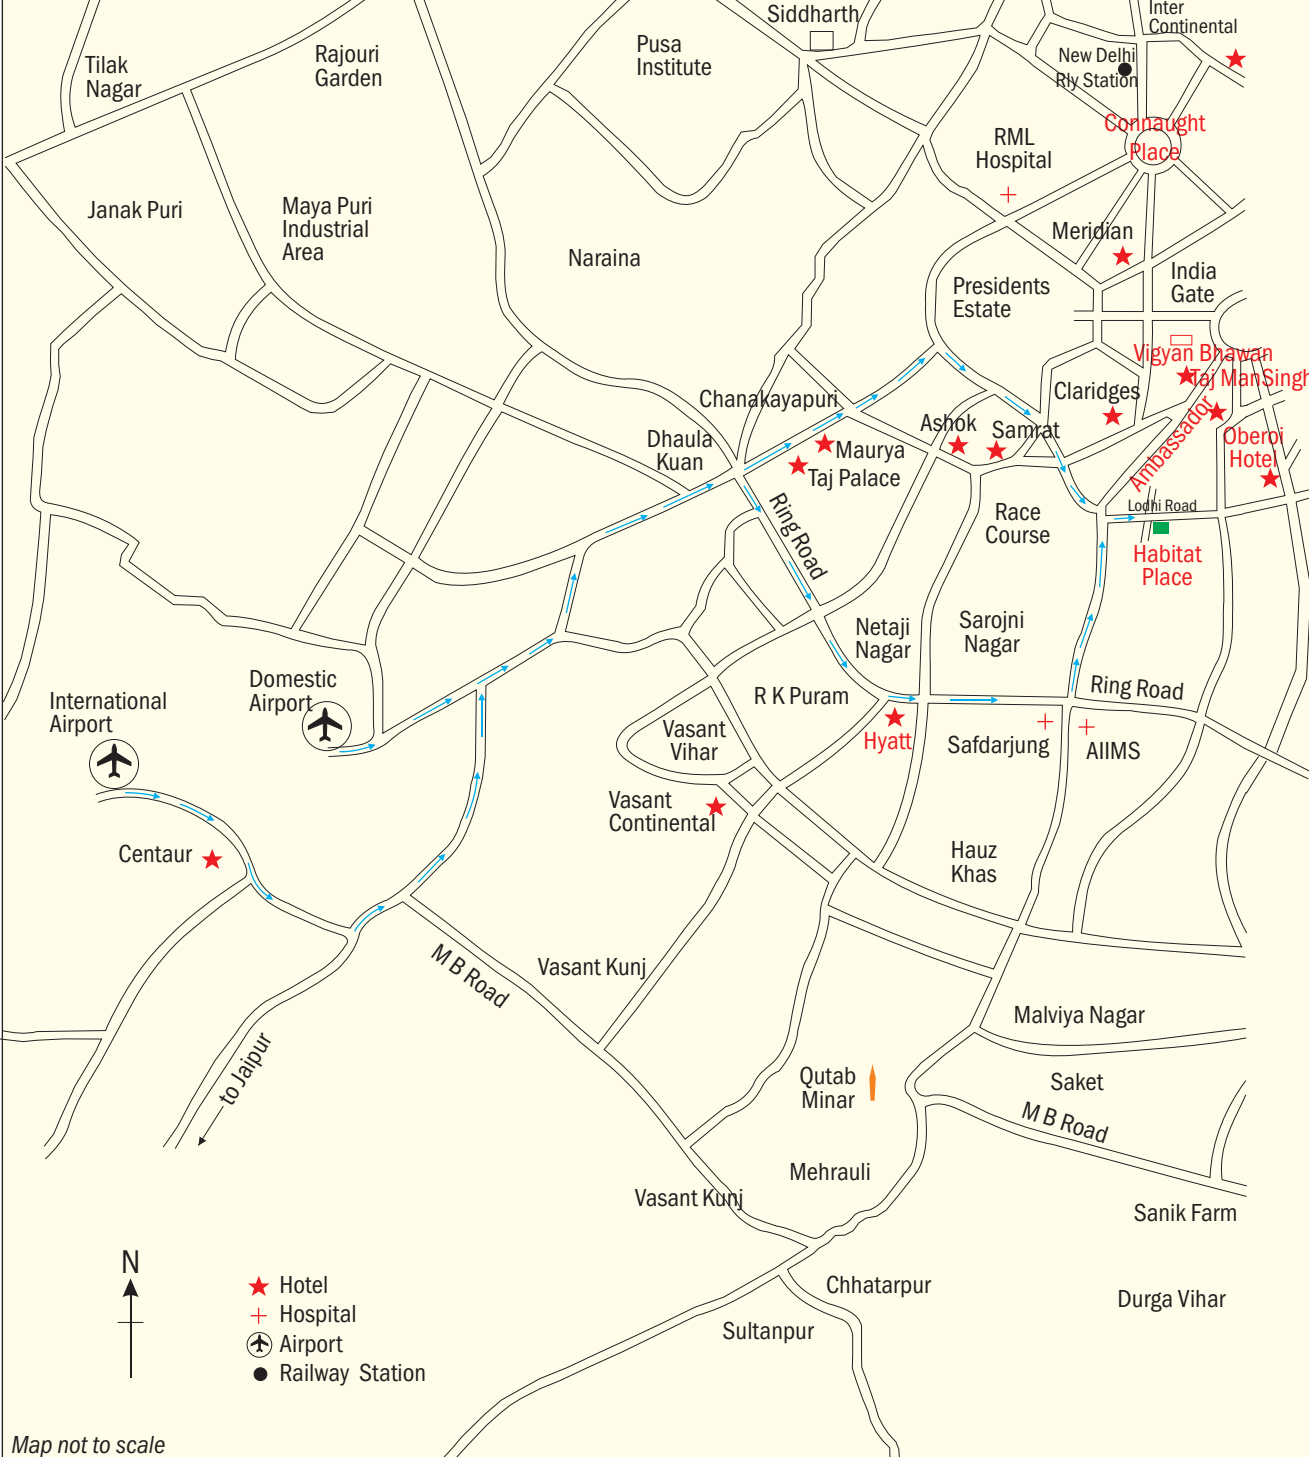 Siddharth
Inter
Continental
Tilak
Nagar
Rajouri
Garden
Pusa
Institute
New Delhi
Rly Station
Connaught
Place
RML
Hospital
Janak Puri
Maya Puri
Industrial
Area
Naraina
Meridian
India
Gate
Presidents
Estate
Vigyan Bhawan
Taj ManSingh
Claridges
Ambassador
Chanakayapuri
Ashok
Samrat
Oberoi
Hotel
Dhaula
Kuan
Maurya
Taj Palace
Ring Road
Race
Course
Lodhi Road
Habitat
Place
Netaji
Nagar
Sarojni
Nagar
Domestic
Airport
International
Airport
R K Puram
Ring Road
Vasant
Vihar
Hyatt
Safdarjung
AIIMS
Vasant
Continental
Centaur
Hauz
Khas
M B Road
Vasant Kunj
Malviya Nagar
to Jaipur
Qutab
Minar
Saket
M B Road
Mehrauli
Vasant Kunj
Sanik Farm
N
Hotel
Hospital
Airport
Railway Station
Chhatarpur
Durga Vihar
Sultanpur
Map not to scale